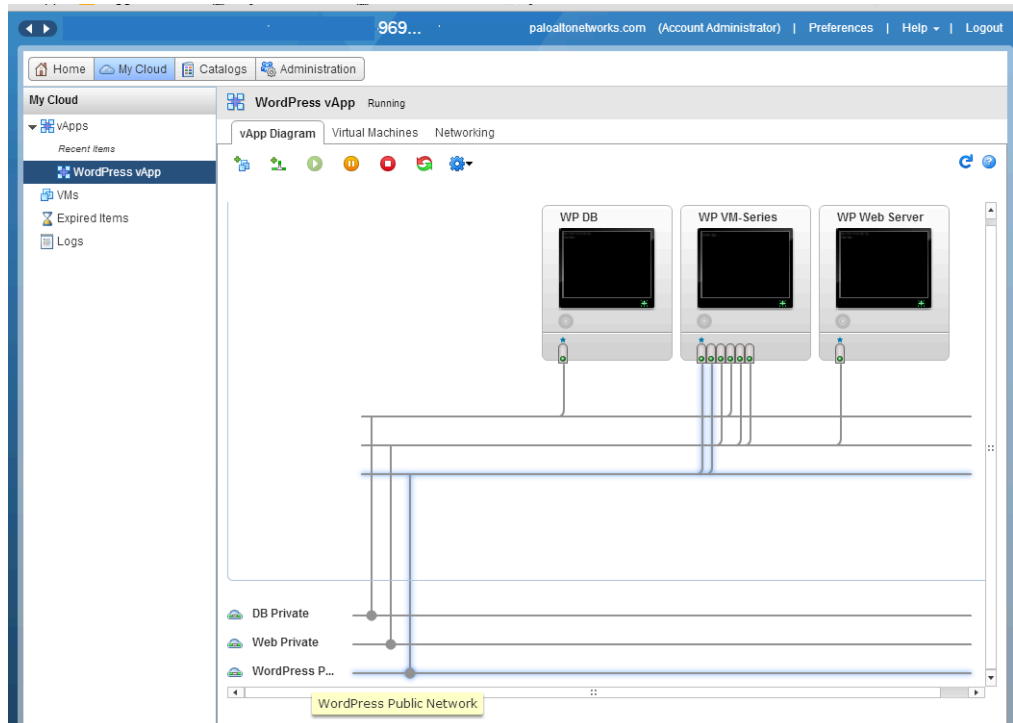 969... paloaltonetworks.com (Account Administrator) | Preferences | Help | Logout
Home My Cloud Catalogs Administration
My Cloud
WordPress vApp Running
vApps
vApp Diagram Virtual Machines Networking
Recent Items
WordPress vApp
VMs
Expired Items
Logs
WP DB WP VM-Series WP Web Server
DB Private
Web Private
WordPress P...
WordPress Public Network